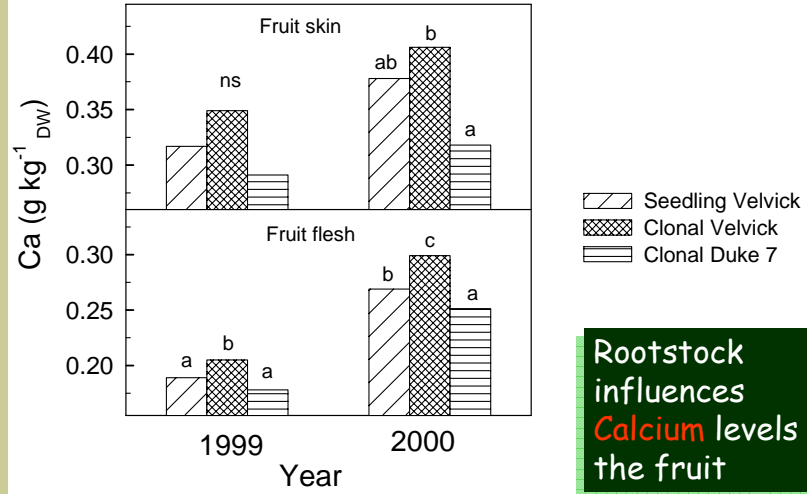 Fruit skin
Ca (g kg⁻¹ DW)
0.40
0.35
0.30
ns
ab
b
a
Fruit flesh
0.30
0.25
0.20
a
b
a
b
c
a
1999
2000
Year
Seedling Velvick
Clonal Velvick
Clonal Duke 7
Rootstock
influences
Calcium levels
the fruit